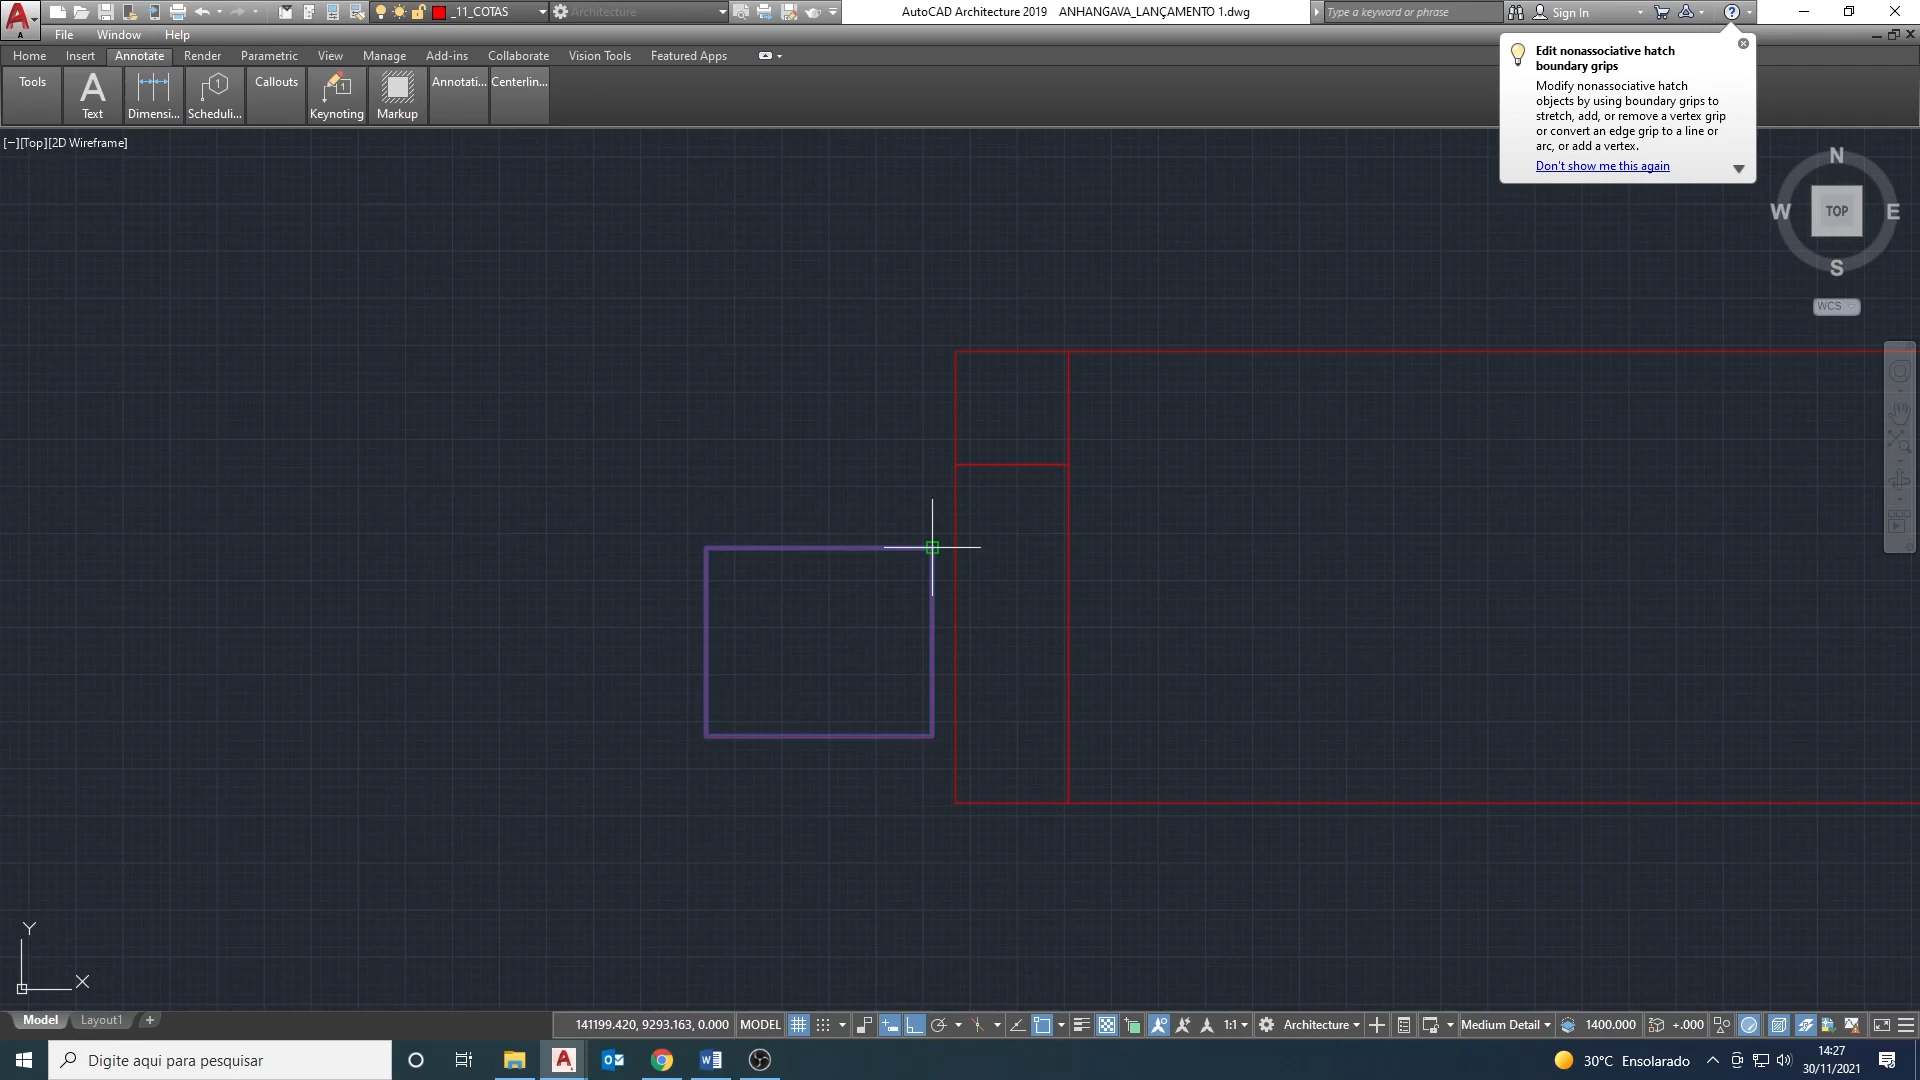 _11_COTAS
Architecture
AutoCAD Architecture 2019 ANHANGAVA_LANÇAMENTO 1.dwg
Type a keyword or phrase
Sign In
File Window Help
Home Insert Annotate Render Parametric View Manage Add-ins Collaborate Vision Tools Featured Apps
Tools
Text
Dimensi...
Scheduli...
Callouts
Keynoting
Markup
Annotati...
Centerlin...
[−][Top][2D Wireframe]
Edit nonassociative hatch
boundary grips
Modify nonassociative hatch
objects by using boundary grips to
stretch, add, or remove a vertex grip
or convert an edge grip to a line or
arc, or add a vertex.
Don't show me this again
N
W TOP E
S
WCS
Y
X
Model Layout1 +
141199.420, 9293.163, 0.000 MODEL 1:1 Architecture Medium Detail 1400.000 +.000
Digite aqui para pesquisar
30°C Ensolarado
14:27
30/11/2021